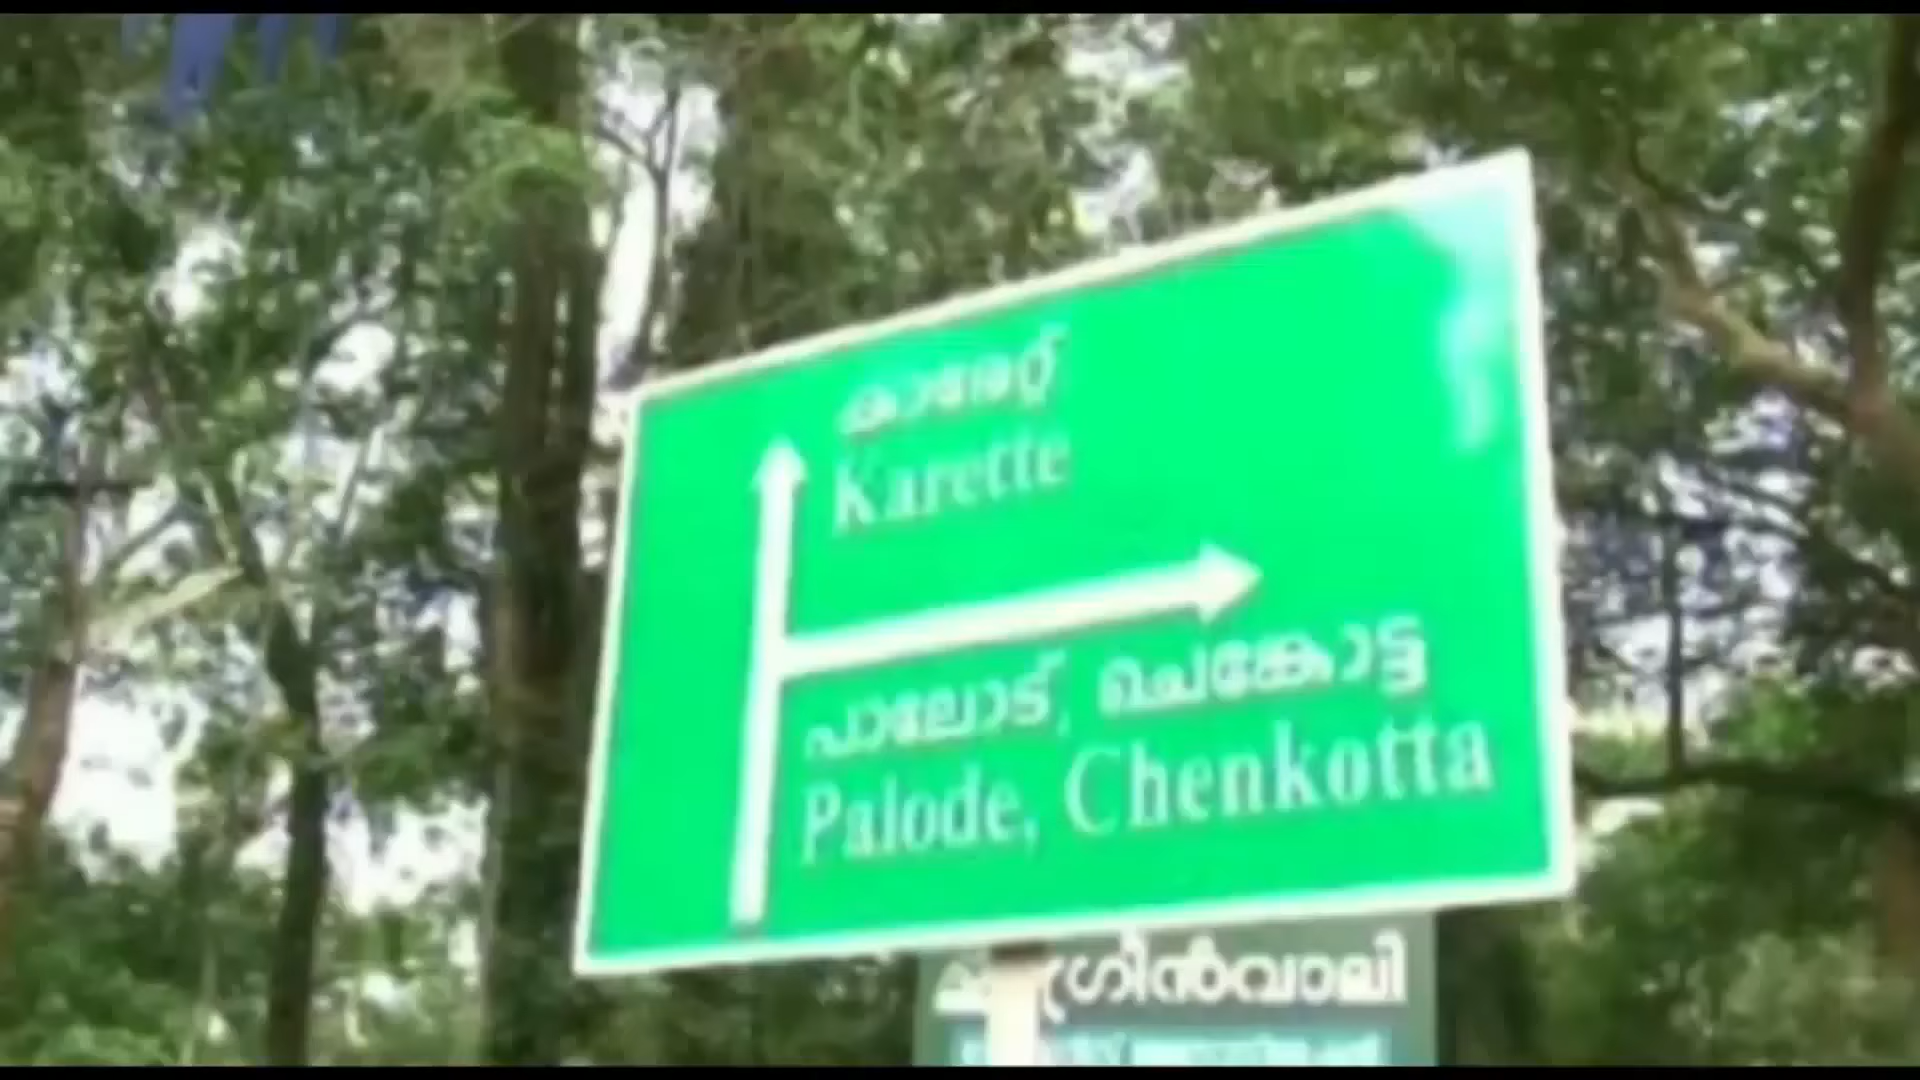 കാരേറ്റ്
Karette
പാലോട്, ചെങ്കോട്ട
Palode, Chenkotta
ഗ്രീൻവാലി